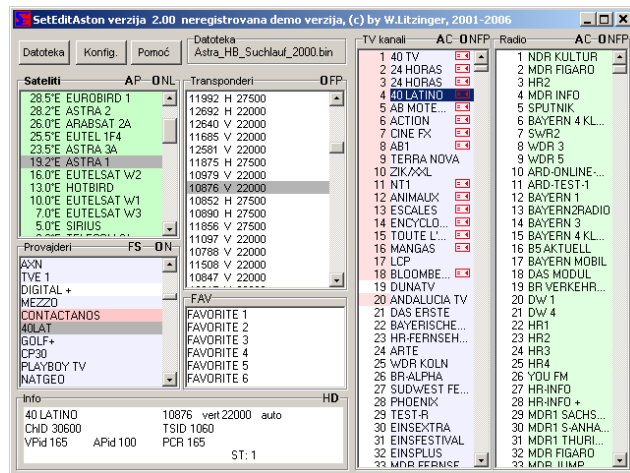 SetEditAston verzija 2.00 neregistrovana demo verzija, (c) by W.Litzinger, 2001-2006
Datoteka Konfig. Pomoć
Datoteka
Astra_HB_Suchlauf_2000.bin
Sateliti AP ONL
28.5°E EUROBIRD 1
28.2°E ASTRA 2
26.0°E ARABSAT 2A
25.5°E EUTEL 1F4
23.5°E ASTRA 3A
19.2°E ASTRA 1
16.0°E EUTELSAT W2
13.0°E HOTBIRD
10.0°E EUTELSAT W1
7.0°E EUTELSAT W3
5.0°E SIRIUS
Transponderi OFP
11992 H 27500
12692 H 22000
12640 V 22000
11685 V 22000
12581 V 22000
11875 H 27500
10979 V 22000
10876 V 22000
10852 H 27500
10890 H 27500
11856 V 27500
11097 V 22000
10788 V 22000
11508 V 22000
10847 V 22000
Provajderi FS ON
AXN
TVE 1
DIGITAL +
MEZZO
CONTACTANOS
40LAT
GOLF+
CP30
PLAYBOY TV
NATGEO
FAV
FAVORITE 1
FAVORITE 2
FAVORITE 3
FAVORITE 4
FAVORITE 5
FAVORITE 6
Info HD
40 LATINO 10876 vert 22000 auto
ChID 30600 TSID 1060
VPid 165 APid 100 PCR 165
ST: 1
TV kanali AC ONFP
1 40 TV
2 24 HORAS
3 24 HORAS
4 40 LATINO
5 AB MOTE...
6 ACTION
7 CINE FX
8 AB1
9 TERRA NOVA
10 ZIK/XXL
11 NT1
12 ANIMAUX
13 ESCALES
14 ENCYCLO...
15 TOUTE L'...
16 MANGAS
17 LCP
18 BLOOMBE...
19 DUNATV
20 ANDALUCIA TV
21 DAS ERSTE
22 BAYERISCHE...
23 HR-FERNSEH...
24 ARTE
25 WDR KÖLN
26 BR-ALPHA
27 SÜDWEST FE...
28 PHOENIX
29 TEST-R
30 EINSEXTRA
31 EINSFESTIVAL
32 EINSPLUS
33 MDR FERNSE...
Radio AC ONFP
1 NDR KULTUR
2 MDR FIGARO
3 HR2
4 MDR INFO
5 SPUTNIK
6 BAYERN 4 KL...
7 SWR2
8 WDR 3
9 WDR 5
10 ARD-ONLINE-...
11 ARD-TEST-1
12 BAYERN 1
13 BAYERN2RADIO
14 BAYERN 3
15 BAYERN 4 KL...
16 B5 AKTUELL
17 BAYERN MOBIL
18 DAS MODUL
19 BR VERKEHR...
20 DW 1
21 DW 4
22 HR1
23 HR2
24 HR3
25 HR4
26 YOU FM
27 HR-INFO
28 HR-INFO +
29 MDR1 SACHS...
30 MDR1 S-ANHA...
31 MDR1 THURI...
32 MDR FIGARO
33 MDR JUMP